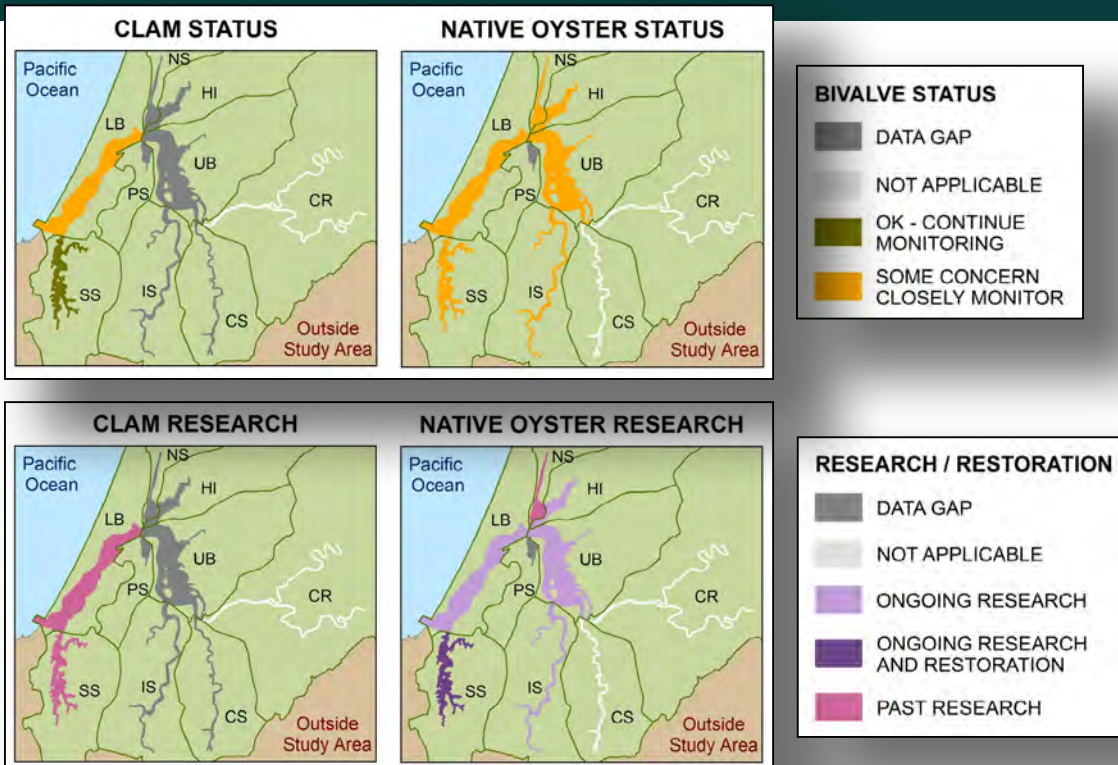 CLAM STATUS
Pacific
Ocean
NS
HI
LB
UB
PS
CR
SS
IS
CS
Outside
Study Area
NATIVE OYSTER STATUS
Pacific
Ocean
NS
HI
LB
UB
PS
CR
SS
IS
CS
Outside
Study Area
BIVALVE STATUS
DATA GAP
NOT APPLICABLE
OK - CONTINUE
MONITORING
SOME CONCERN
CLOSELY MONITOR
CLAM RESEARCH
Pacific
Ocean
NS
HI
LB
UB
PS
CR
SS
IS
CS
Outside
Study Area
NATIVE OYSTER RESEARCH
Pacific
Ocean
NS
HI
LB
UB
PS
CR
SS
IS
CS
Outside
Study Area
RESEARCH / RESTORATION
DATA GAP
NOT APPLICABLE
ONGOING RESEARCH
ONGOING RESEARCH
AND RESTORATION
PAST RESEARCH